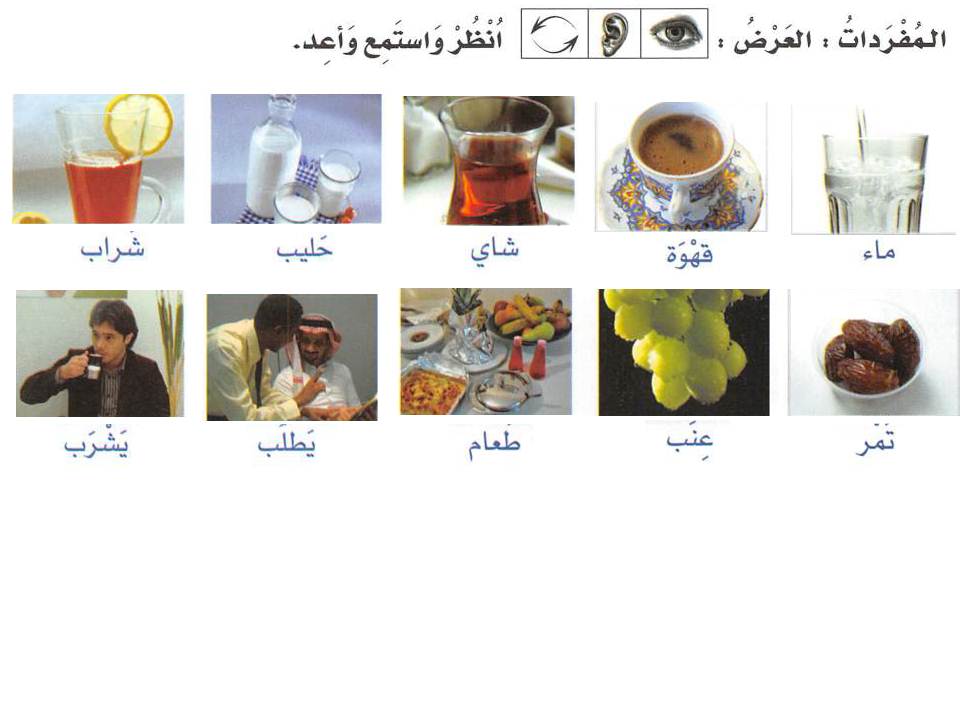 المُفْرَداتُ : العَرْضُ : اُنْظُرْ وَاستَمِع وَأعِد.
ماء قَهْوَة شاي حَليب شَراب
تَمْر عِنَب طَعام يَطلُب يَشْرَب